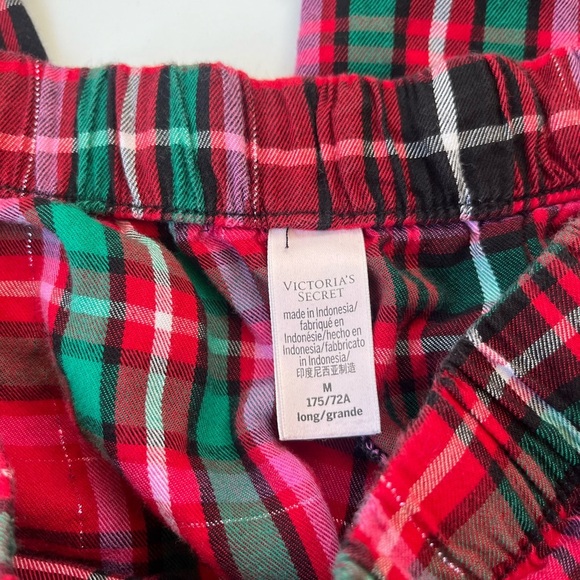 VICTORIA'S
SECRET
made in Indonesia/
fabriqué en
Indonésie/hecho en
Indonesia/fabbricato
in Indonesia/
印度尼西亚制造
M
175/72A
long/grande